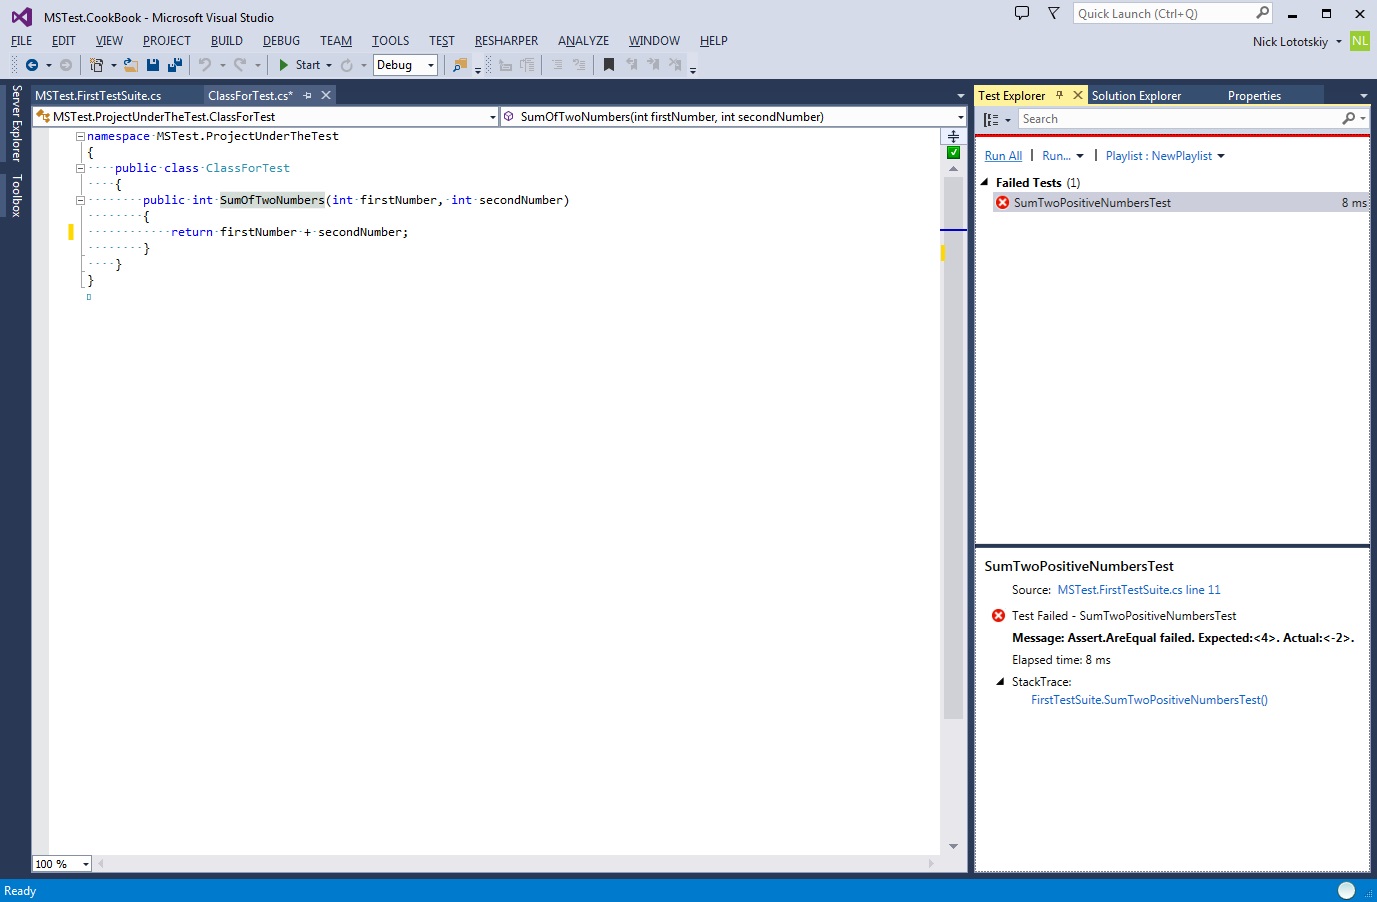 MSTest.CookBook - Microsoft Visual Studio
Quick Launch (Ctrl+Q)
FILE EDIT VIEW PROJECT BUILD DEBUG TEAM TOOLS TEST RESHARPER ANALYZE WINDOW HELP
Nick Lototskiy NL
Start Debug
Server Explorer
Toolbox
MSTest.FirstTestSuite.cs ClassForTest.cs*
MSTest.ProjectUnderTheTest.ClassForTest SumOfTwoNumbers(int firstNumber, int secondNumber)
namespace MSTest.ProjectUnderTheTest
{
public class ClassForTest
{
public int SumOfTwoNumbers(int firstNumber, int secondNumber)
{
return firstNumber + secondNumber;
}
}
}
100 %
Test Explorer Solution Explorer Properties
Search
Run All | Run... | Playlist : NewPlaylist
Failed Tests (1)
SumTwoPositiveNumbersTest 8 ms
SumTwoPositiveNumbersTest
Source: MSTest.FirstTestSuite.cs line 11
Test Failed - SumTwoPositiveNumbersTest
Message: Assert.AreEqual failed. Expected:<4>. Actual:<-2>.
Elapsed time: 8 ms
StackTrace:
FirstTestSuite.SumTwoPositiveNumbersTest()
Ready